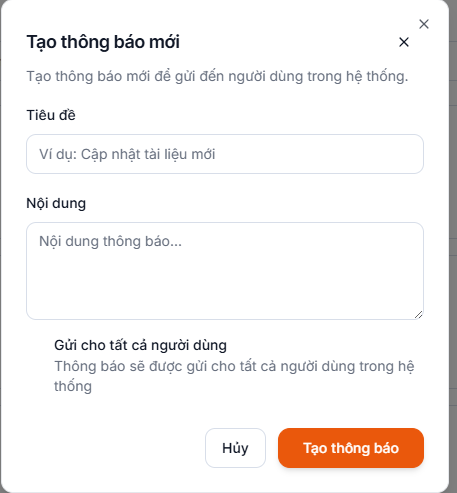 Tạo thông báo mới
Tạo thông báo mới để gửi đến người dùng trong hệ thống.
Tiêu đề
Ví dụ: Cập nhật tài liệu mới
Nội dung
Nội dung thông báo...
Gửi cho tất cả người dùng
Thông báo sẽ được gửi cho tất cả người dùng trong hệ
thống
Hủy
Tạo thông báo